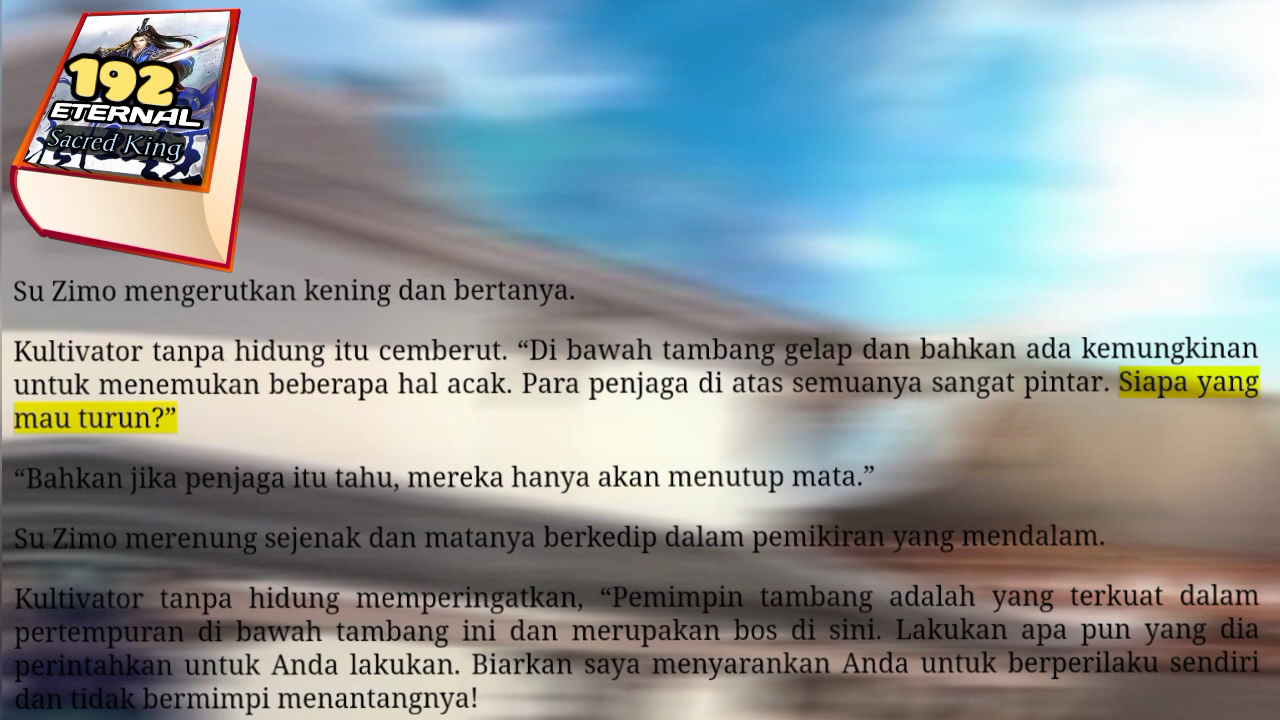 192
ETERNAL
Sacred King
Su Zimo mengerutkan kening dan bertanya.
Kultivator tanpa hidung itu cemberut. “Di bawah tambang gelap dan bahkan ada kemungkinan
untuk menemukan beberapa hal acak. Para penjaga di atas semuanya sangat pintar. Siapa yang
mau turun?”
“Bahkan jika penjaga itu tahu, mereka hanya akan menutup mata.”
Su Zimo merenung sejenak dan matanya berkedip dalam pemikiran yang mendalam.
Kultivator tanpa hidung memperingatkan, “Pemimpin tambang adalah yang terkuat dalam
pertempuran di bawah tambang ini dan merupakan bos di sini. Lakukan apa pun yang dia
perintahkan untuk Anda lakukan. Biarkan saya menyarankan Anda untuk berperilaku sendiri
dan tidak bermimpi menantangnya!